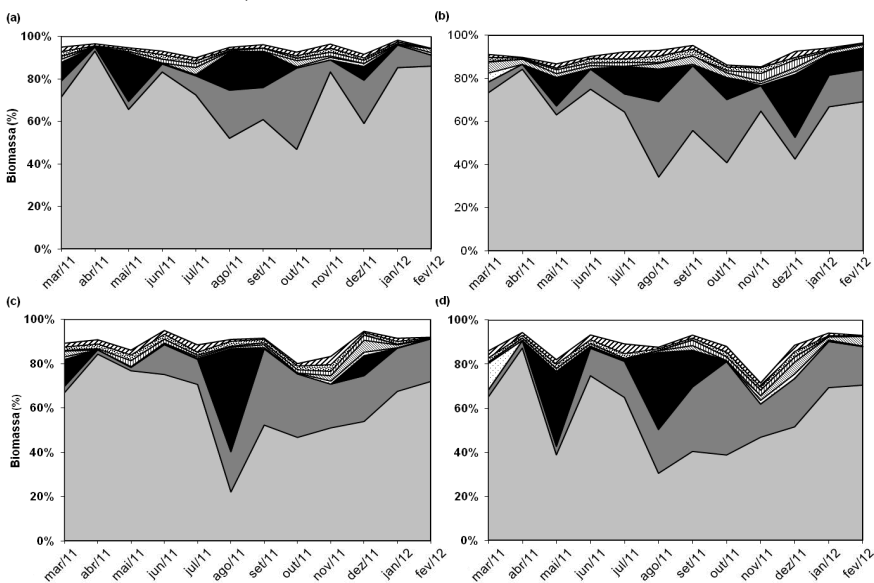 (a)
100%
80%
60%
40%
20%
0%
Biomassa (%)
mar/11
abr/11
mai/11
jun/11
jul/11
ago/11
set/11
out/11
nov/11
dez/11
jan/12
fev/12
(b)
100%
80%
60%
40%
20%
0%
mar/11
abr/11
mai/11
jun/11
jul/11
ago/11
set/11
out/11
nov/11
dez/11
jan/12
fev/12
(c)
100%
80%
60%
40%
20%
0%
Biomassa (%)
mar/11
abr/11
mai/11
jun/11
jul/11
ago/11
set/11
out/11
nov/11
dez/11
jan/12
fev/12
(d)
100%
80%
60%
40%
20%
0%
mar/11
abr/11
mai/11
jun/11
jul/11
ago/11
set/11
out/11
nov/11
dez/11
jan/12
fev/12